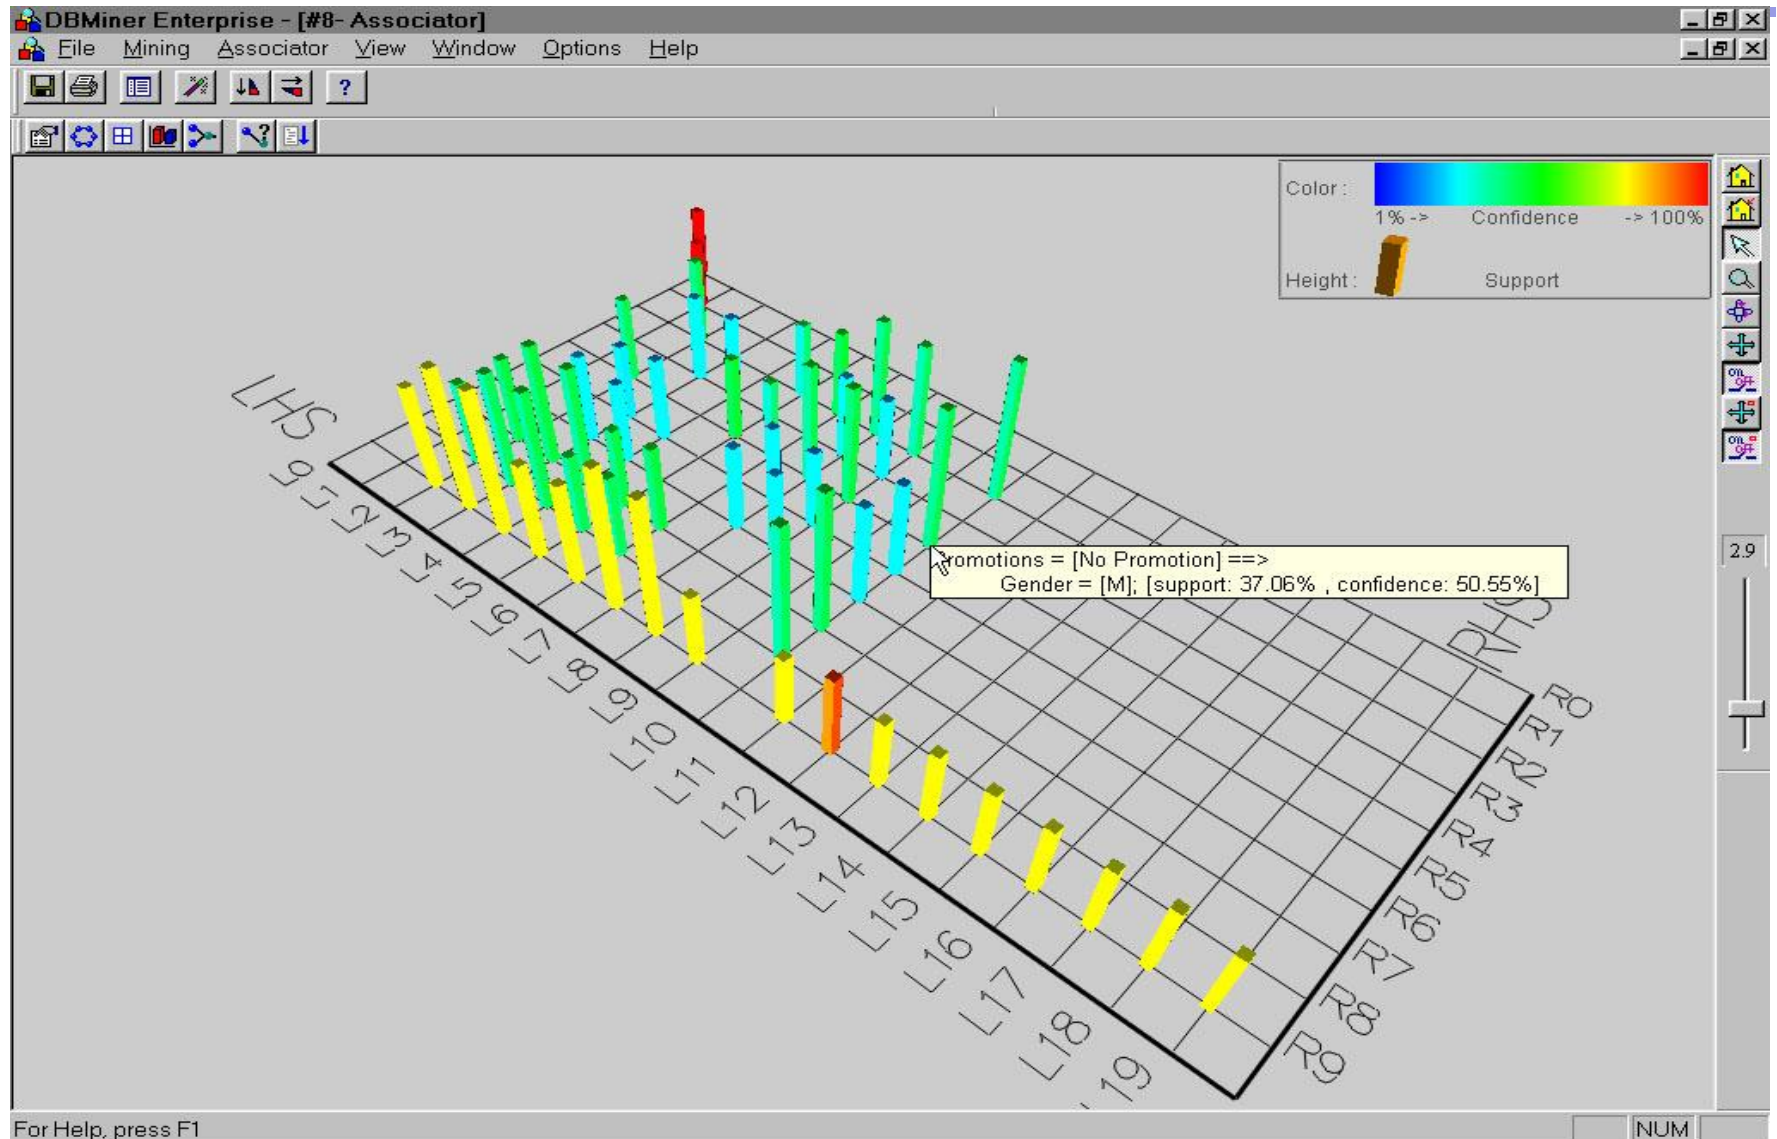 DBMiner Enterprise - [#8- Associator]
File Mining Associator View Window Options Help
?
Color :
1% -> Confidence -> 100%
Height : Support
2.9
LHS
L0
L1
L2
L3
L4
L5
L6
L7
L8
L9
L10
L11
L12
L13
L14
L15
L16
L17
L18
L19
romotions = [No Promotion] ==>
Gender = [M]; [support: 37.06% , confidence: 50.55%]
RHS
R0
R1
R2
R3
R4
R5
R6
R7
R8
R9
For Help, press F1
NUM